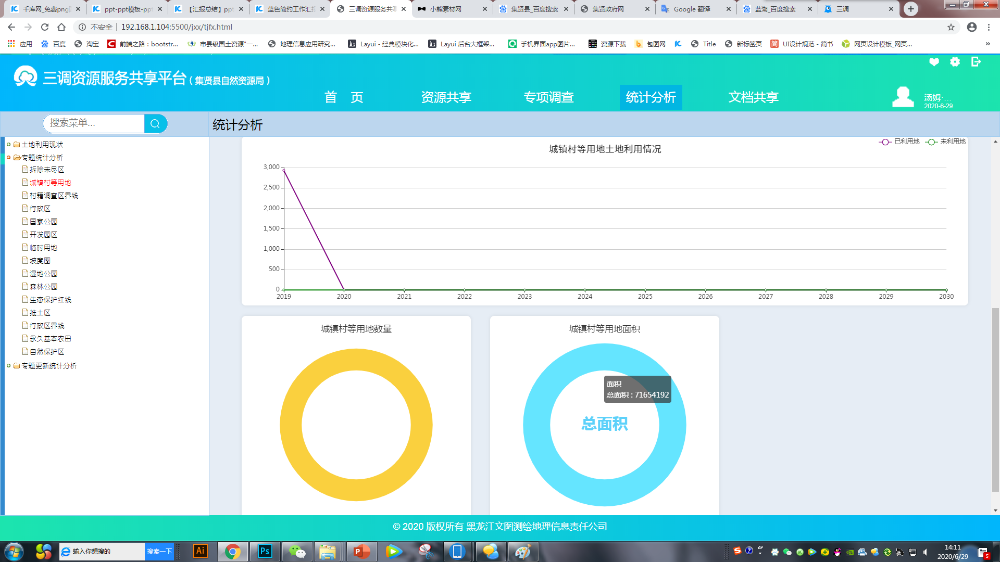 千库网_免费png
ppt-ppt模板-pp
【汇报总结】ppt
蓝色简约工作汇报
三调资源服务共享
小熊素材网
集贤县_百度搜索
集贤政府网
Google 翻译
蓝湖_百度搜索
三调
不安全 192.168.1.104:5500/jxx/tjfx.html
应用 百度 淘宝 前端之路：bootstr... 市县级国土资源"一... 地理信息应用研究... Layui - 经典模块化... Layui 后台大框架... 手机界面app图片... 资源下载 包图网 Title 新标签页 UI设计规范 - 简书 网页设计模板_网页... »
三调资源服务共享平台（集贤县自然资源局）
首 页 资源共享 专项调查 统计分析 文档共享
汤姆·...
2020-6-29
搜索菜单...
统计分析
土地利用现状
专题统计分析
拆除未尽区
城镇村等用地
村籍调查区界线
行政区
国家公园
开发园区
临时用地
坡度图
湿地公园
森林公园
生态保护红线
推土区
行政区界线
永久基本农田
自然保护区
专题更新统计分析
城镇村等用地土地利用情况
已利用地 未利用地
3,000
2,500
2,000
1,500
1,000
500
0
2019 2020 2021 2022 2023 2024 2025 2026 2027 2028 2029 2030
城镇村等用地数量
城镇村等用地面积
面积
总面积 : 71654192
总面积
© 2020 版权所有 黑龙江文图测绘地理信息责任公司
输入你想搜的 搜索一下
Ai
Ps
14:11
2020/6/29
5